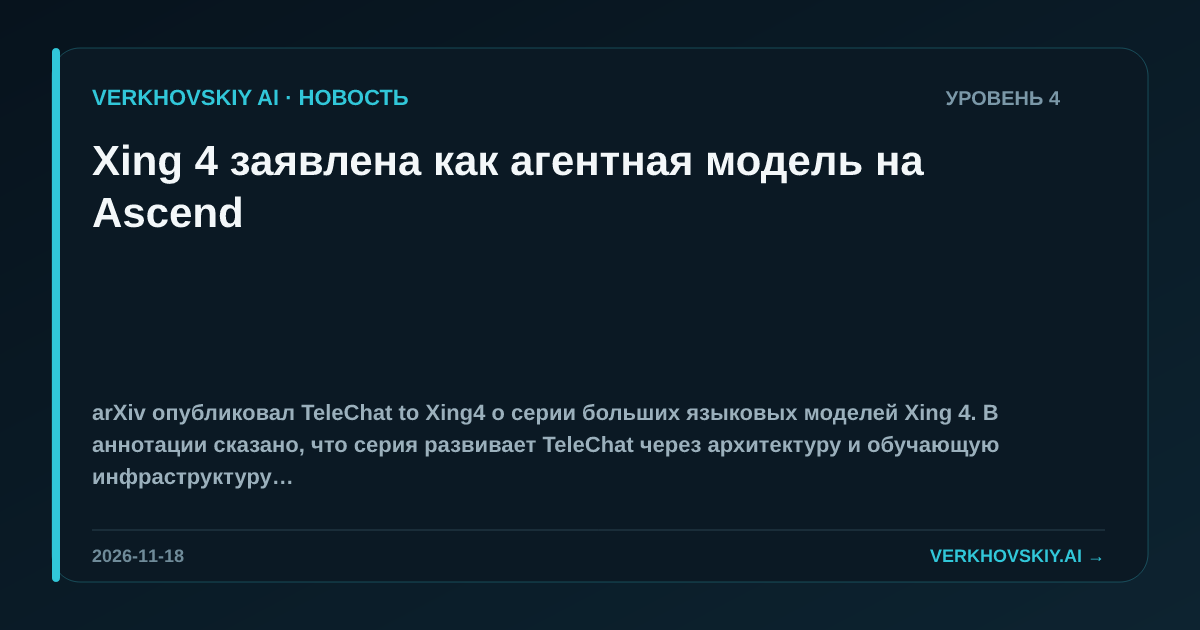 VERKHOVSKIY AI · НОВОСТЬ
УРОВЕНЬ 4
Xing 4 заявлена как агентная модель на
Ascend
arXiv опубликовал TeleChat to Xing4 о серии больших языковых моделей Xing 4. В
аннотации сказано, что серия развивает TeleChat через архитектуру и обучающую
инфраструктуру…
2026-11-18
VERKHOVSKIY.AI →